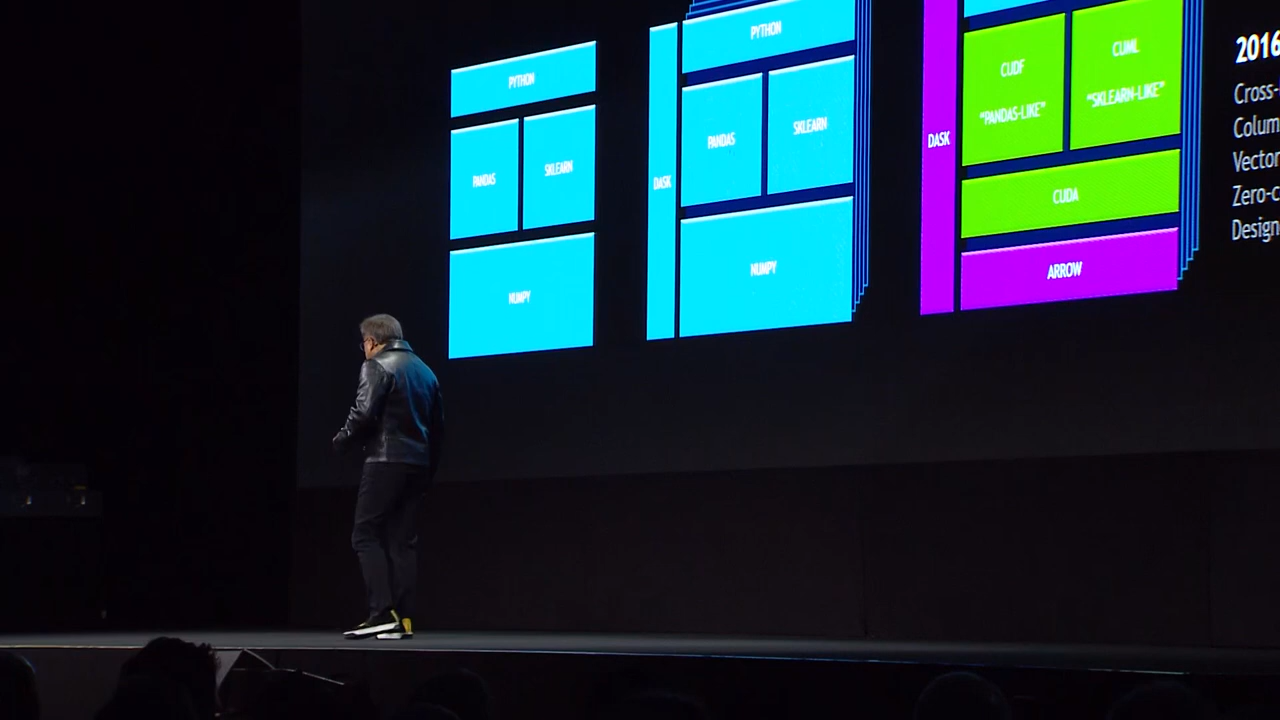 PYTHON
PANDAS
SKLEARN
NUMPY
DASK
PYTHON
PANDAS
SKLEARN
NUMPY
DASK
CUDF
"PANDAS-LIKE"
CUML
"SKLEARN-LIKE"
CUDA
ARROW
2016
Cross-
Colum
Vector
Zero-c
Design